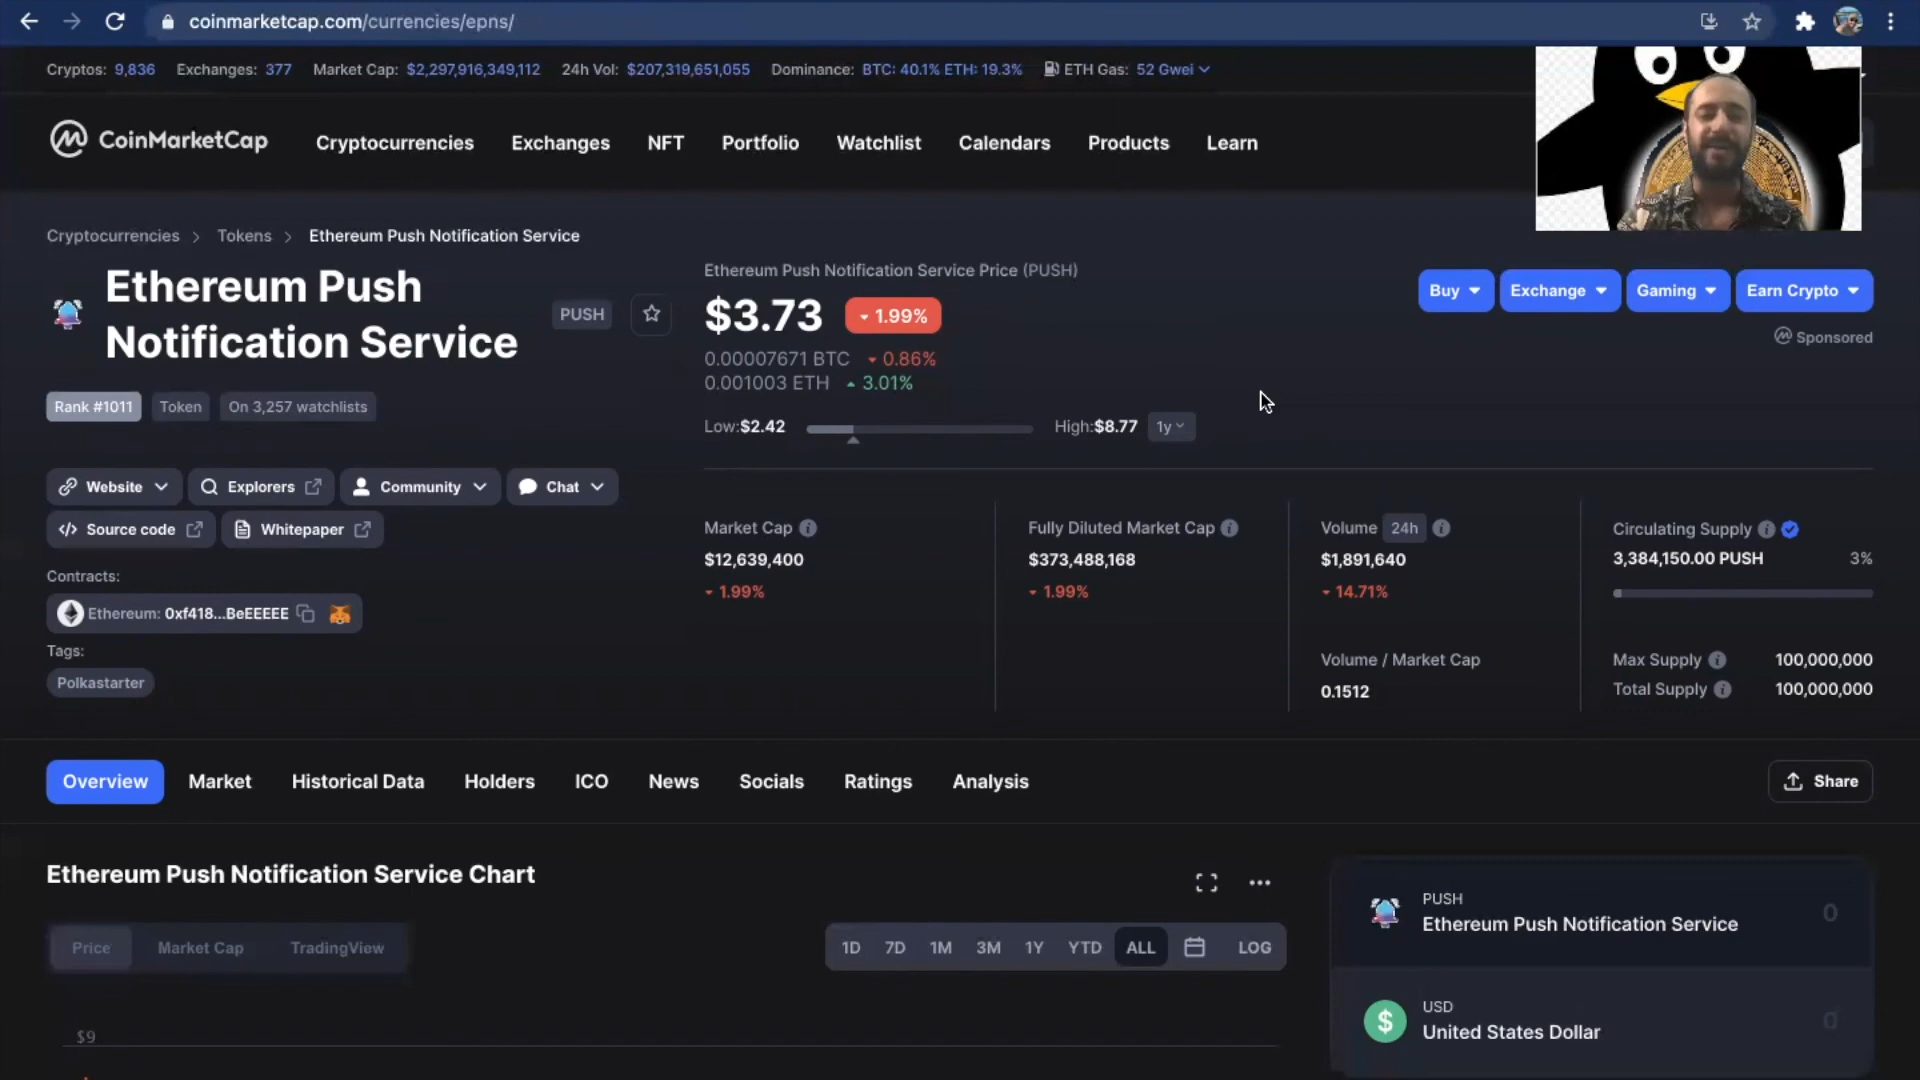 coinmarketcap.com/currencies/epns/
Cryptos: 9,836 Exchanges: 377 Market Cap: $2,297,916,349,112 24h Vol: $207,319,651,055 Dominance: BTC: 40.1% ETH: 19.3% ETH Gas: 52 Gwei
CoinMarketCap Cryptocurrencies Exchanges NFT Portfolio Watchlist Calendars Products Learn
Cryptocurrencies > Tokens > Ethereum Push Notification Service
Ethereum Push
Notification Service
PUSH
Rank #1011 Token On 3,257 watchlists
Website Explorers Community Chat
Source code Whitepaper
Contracts:
Ethereum: 0xf418...BeEEEEE
Tags:
Polkastarter
Ethereum Push Notification Service Price (PUSH)
$3.73 1.99%
0.00007671 BTC 0.86%
0.001003 ETH 3.01%
Low:$2.42 High:$8.77 1y
Buy Exchange Gaming Earn Crypto
Sponsored
Market Cap
$12,639,400
1.99%
Fully Diluted Market Cap
$373,488,168
1.99%
Volume 24h
$1,891,640
14.71%
Volume / Market Cap
0.1512
Circulating Supply
3,384,150.00 PUSH 3%
Max Supply 100,000,000
Total Supply 100,000,000
Overview Market Historical Data Holders ICO News Socials Ratings Analysis Share
Ethereum Push Notification Service Chart
Price Market Cap TradingView
1D 7D 1M 3M 1Y YTD ALL LOG
$9
PUSH
Ethereum Push Notification Service 0
USD
United States Dollar 0